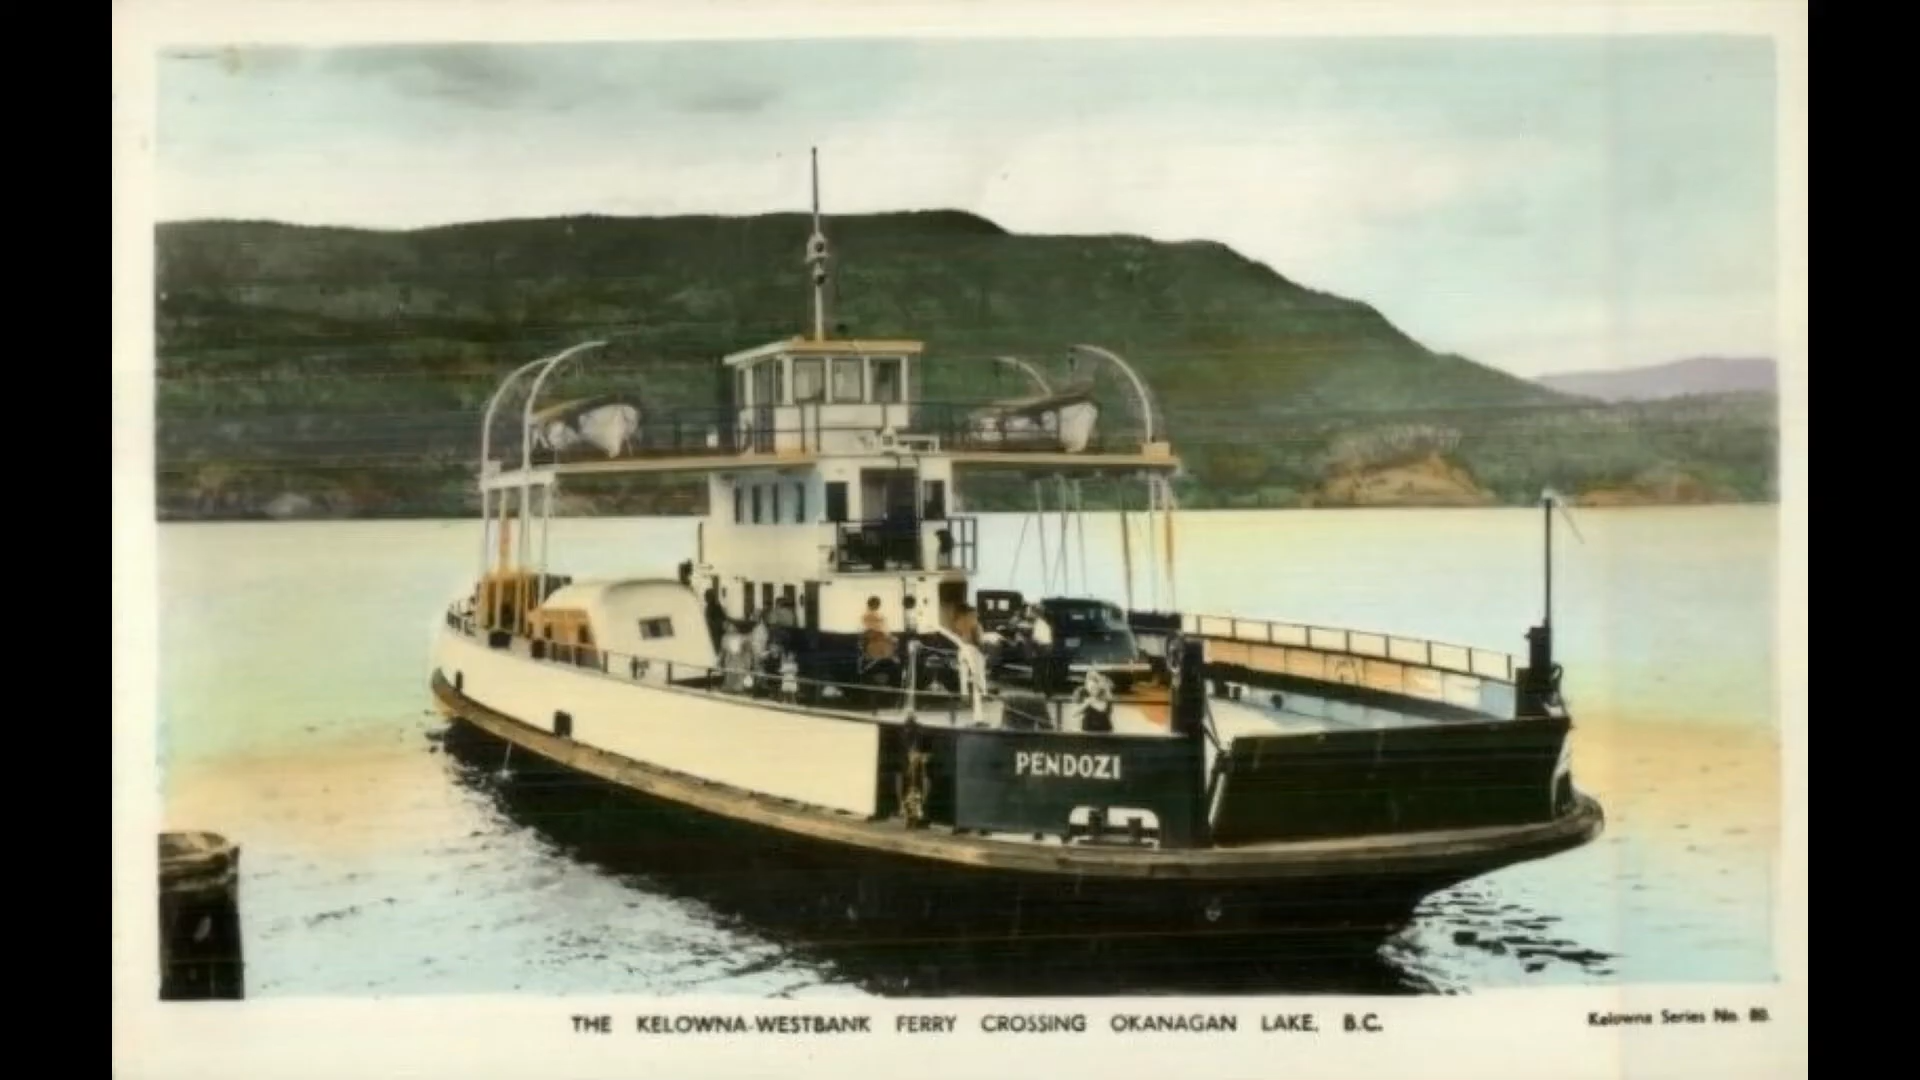 PENDOZI
THE KELOWNA-WESTBANK FERRY CROSSING OKANAGAN LAKE, B.C.
Kelowna Series No. 80.